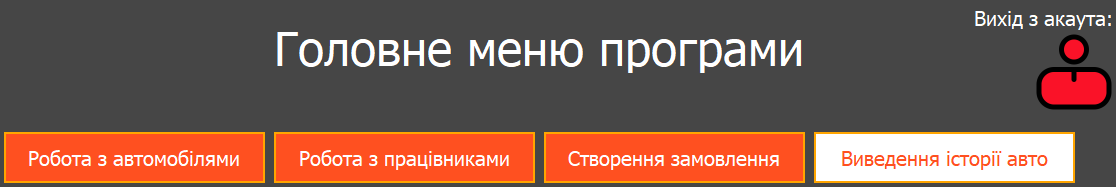 Вихід з акаута:
Головне меню програми
Робота з автомобілями
Робота з працівниками
Створення замовлення
Виведення історії авто